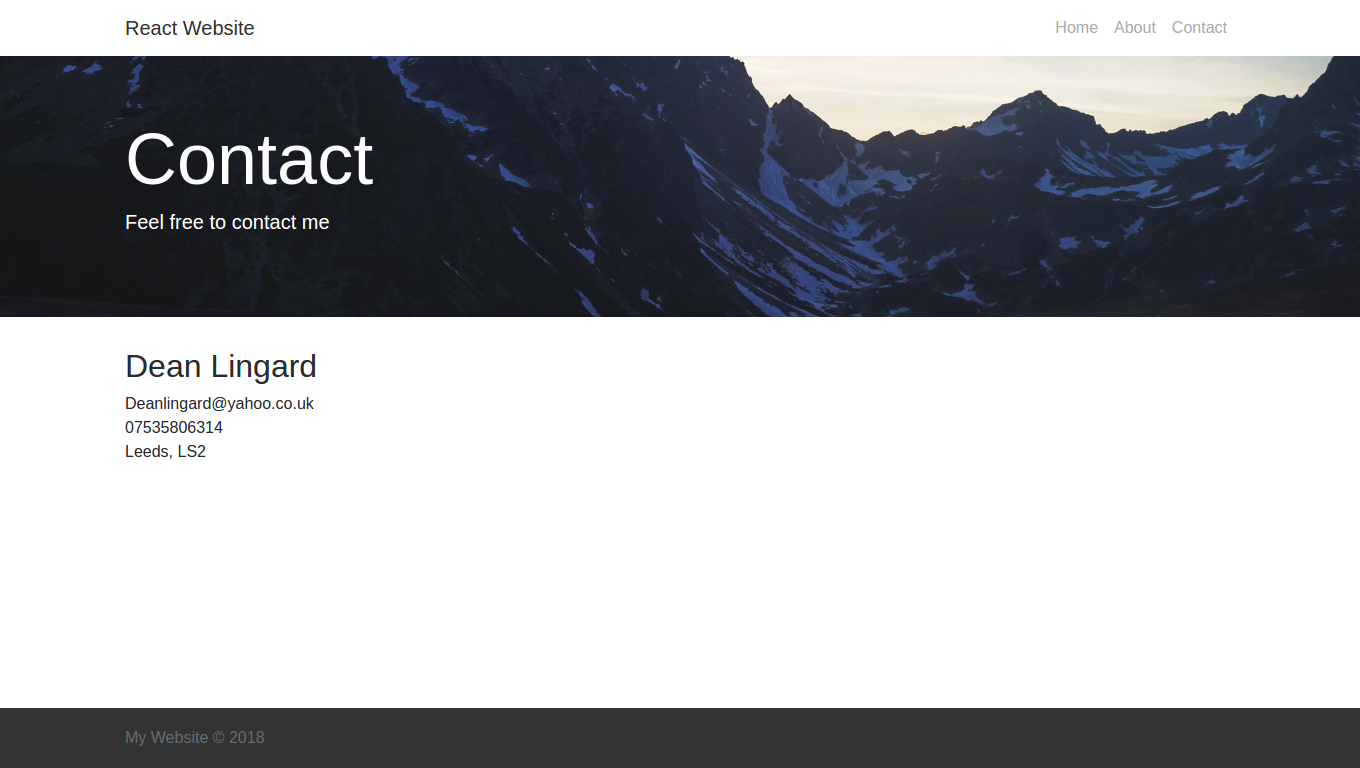 React Website
Home About Contact
Contact
Feel free to contact me
Dean Lingard
Deanlingard@yahoo.co.uk
07535806314
Leeds, LS2
My Website © 2018